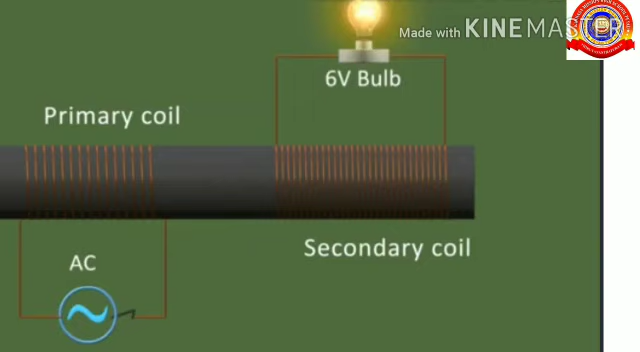 Made with KINEMASTER
6V Bulb
Primary coil
Secondary coil
AC